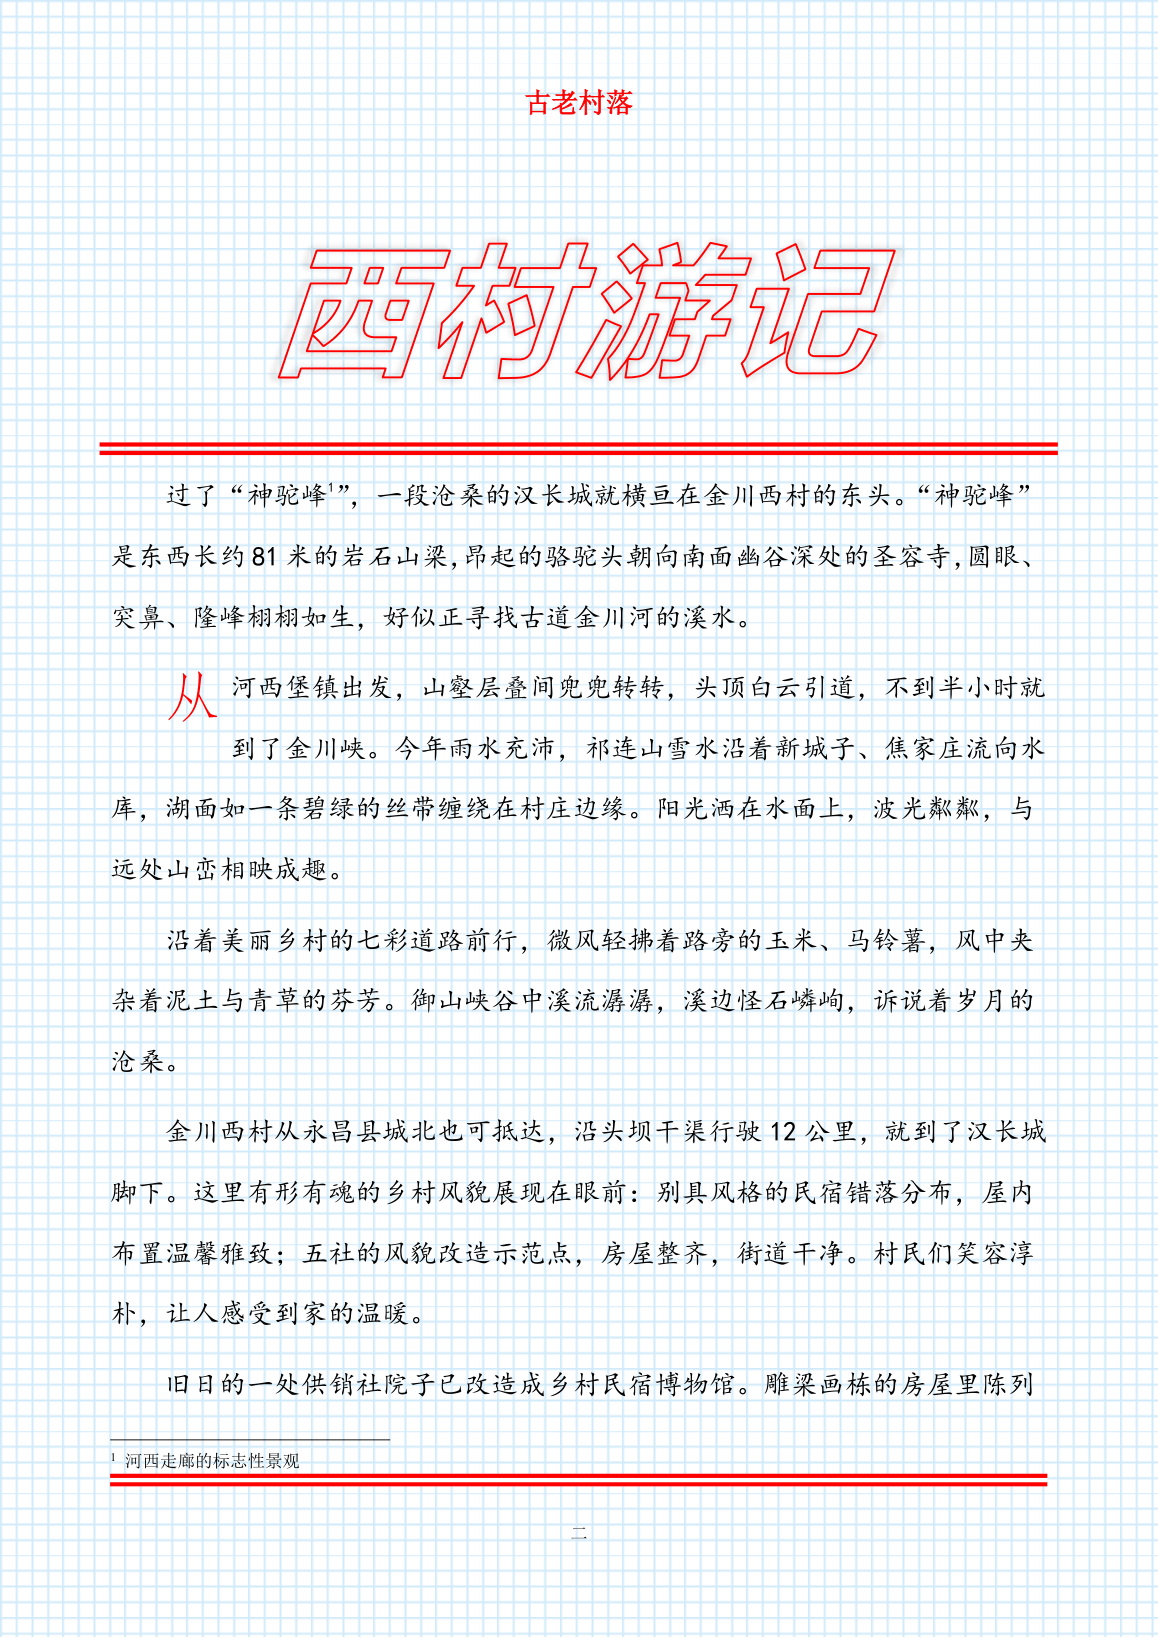 古老村落
西村游记
过了“神驼峰1”，一段沧桑的汉长城就横亘在金川西村的东头。“神驼峰”
是东西长约81米的岩石山梁，昂起的骆驼头朝向南面幽谷深处的圣容寺，圆眼、
突鼻、隆峰栩栩如生，好似正寻找古道金川河的溪水。
从 河西堡镇出发，山壑层叠间兜兜转转，头顶白云引道，不到半小时就
到了金川峡。今年雨水充沛，祁连山雪水沿着新城子、焦家庄流向水
库，湖面如一条碧绿的丝带缠绕在村庄边缘。阳光洒在水面上，波光粼粼，与
远处山峦相映成趣。
沿着美丽乡村的七彩道路前行，微风轻拂着路旁的玉米、马铃薯，风中夹
杂着泥土与青草的芬芳。御山峡谷中溪流潺潺，溪边怪石嶙峋，诉说着岁月的
沧桑。
金川西村从永昌县城北也可抵达，沿头坝干渠行驶12公里，就到了汉长城
脚下。这里有形有魂的乡村风貌展现在眼前：别具风格的民宿错落分布，屋内
布置温馨雅致；五社的风貌改造示范点，房屋整齐，街道干净。村民们笑容淳
朴，让人感受到家的温暖。
旧日的一处供销社院子已改造成乡村民宿博物馆。雕梁画栋的房屋里陈列
1 河西走廊的标志性景观
二